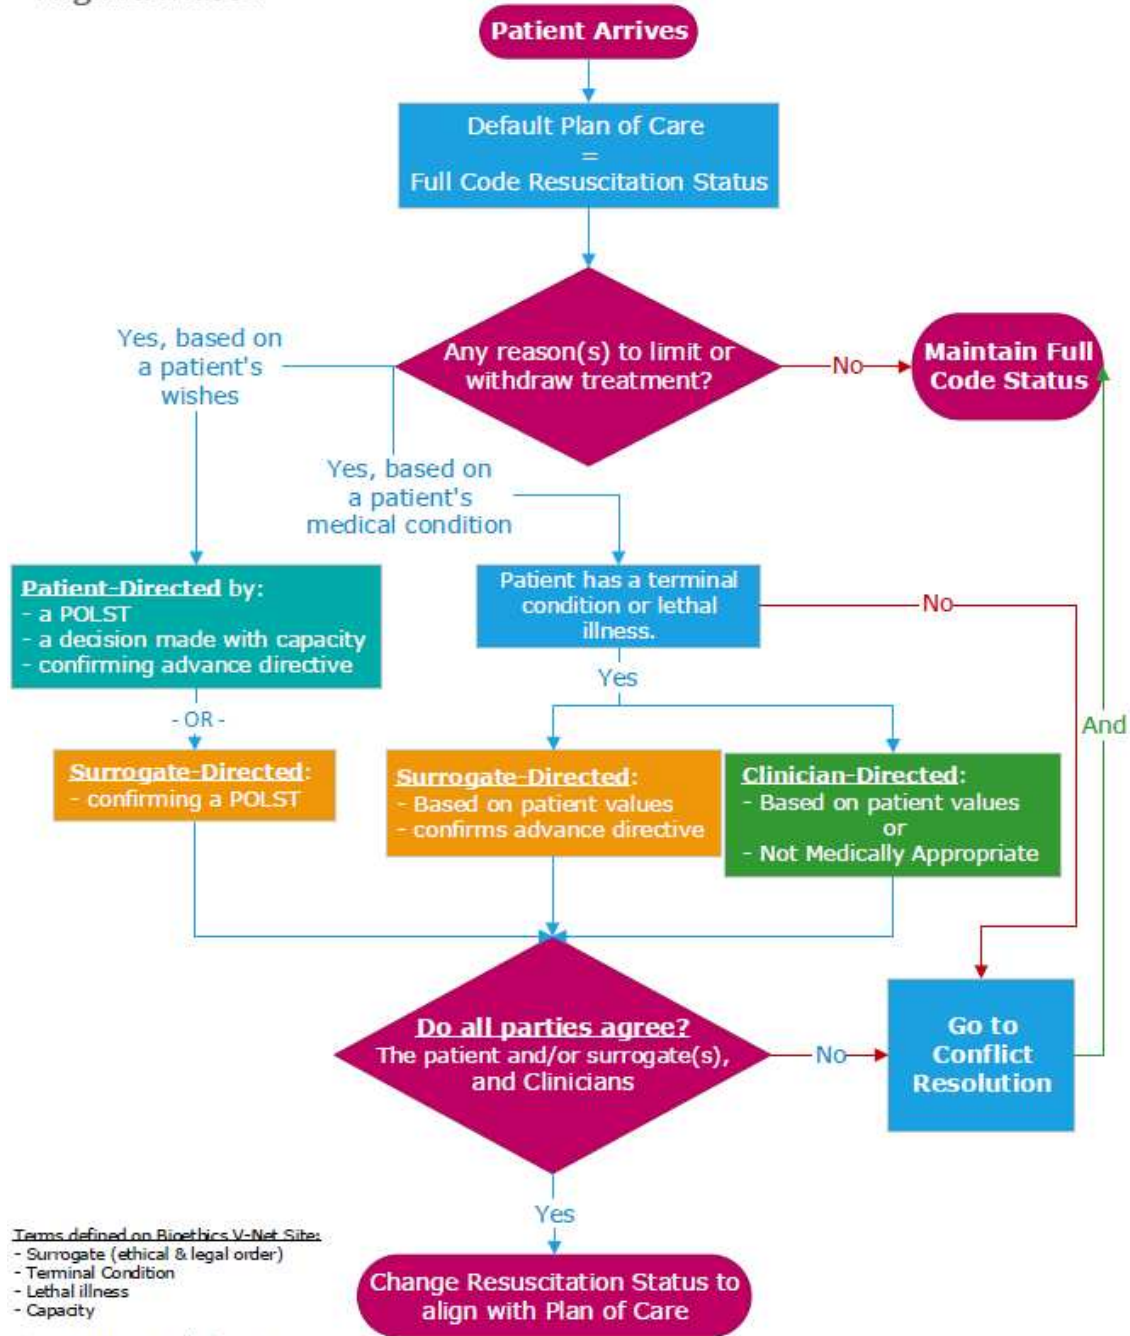 Patient Arrives
Default Plan of Care
=
Full Code Resuscitation Status
Any reason(s) to limit or
withdraw treatment?
No
Maintain Full
Code Status
Yes, based on
a patient's
wishes
Yes, based on
a patient's
medical condition
Patient-Directed by:
- a POLST
- a decision made with capacity
- confirming advance directive
Patient has a terminal
condition or lethal
illness.
No
Yes
- OR -
And
Surrogate-Directed:
- confirming a POLST
Surrogate-Directed:
- Based on patient values
- confirms advance directive
Clinician-Directed:
- Based on patient values
or
- Not Medically Appropriate
Do all parties agree?
The patient and/or surrogate(s),
and Clinicians
No
Go to
Conflict
Resolution
Yes
Change Resuscitation Status to
align with Plan of Care
Terms defined on Bioethics V-Net Site:
- Surrogate (ethical & legal order)
- Terminal Condition
- Lethal illness
- Capacity